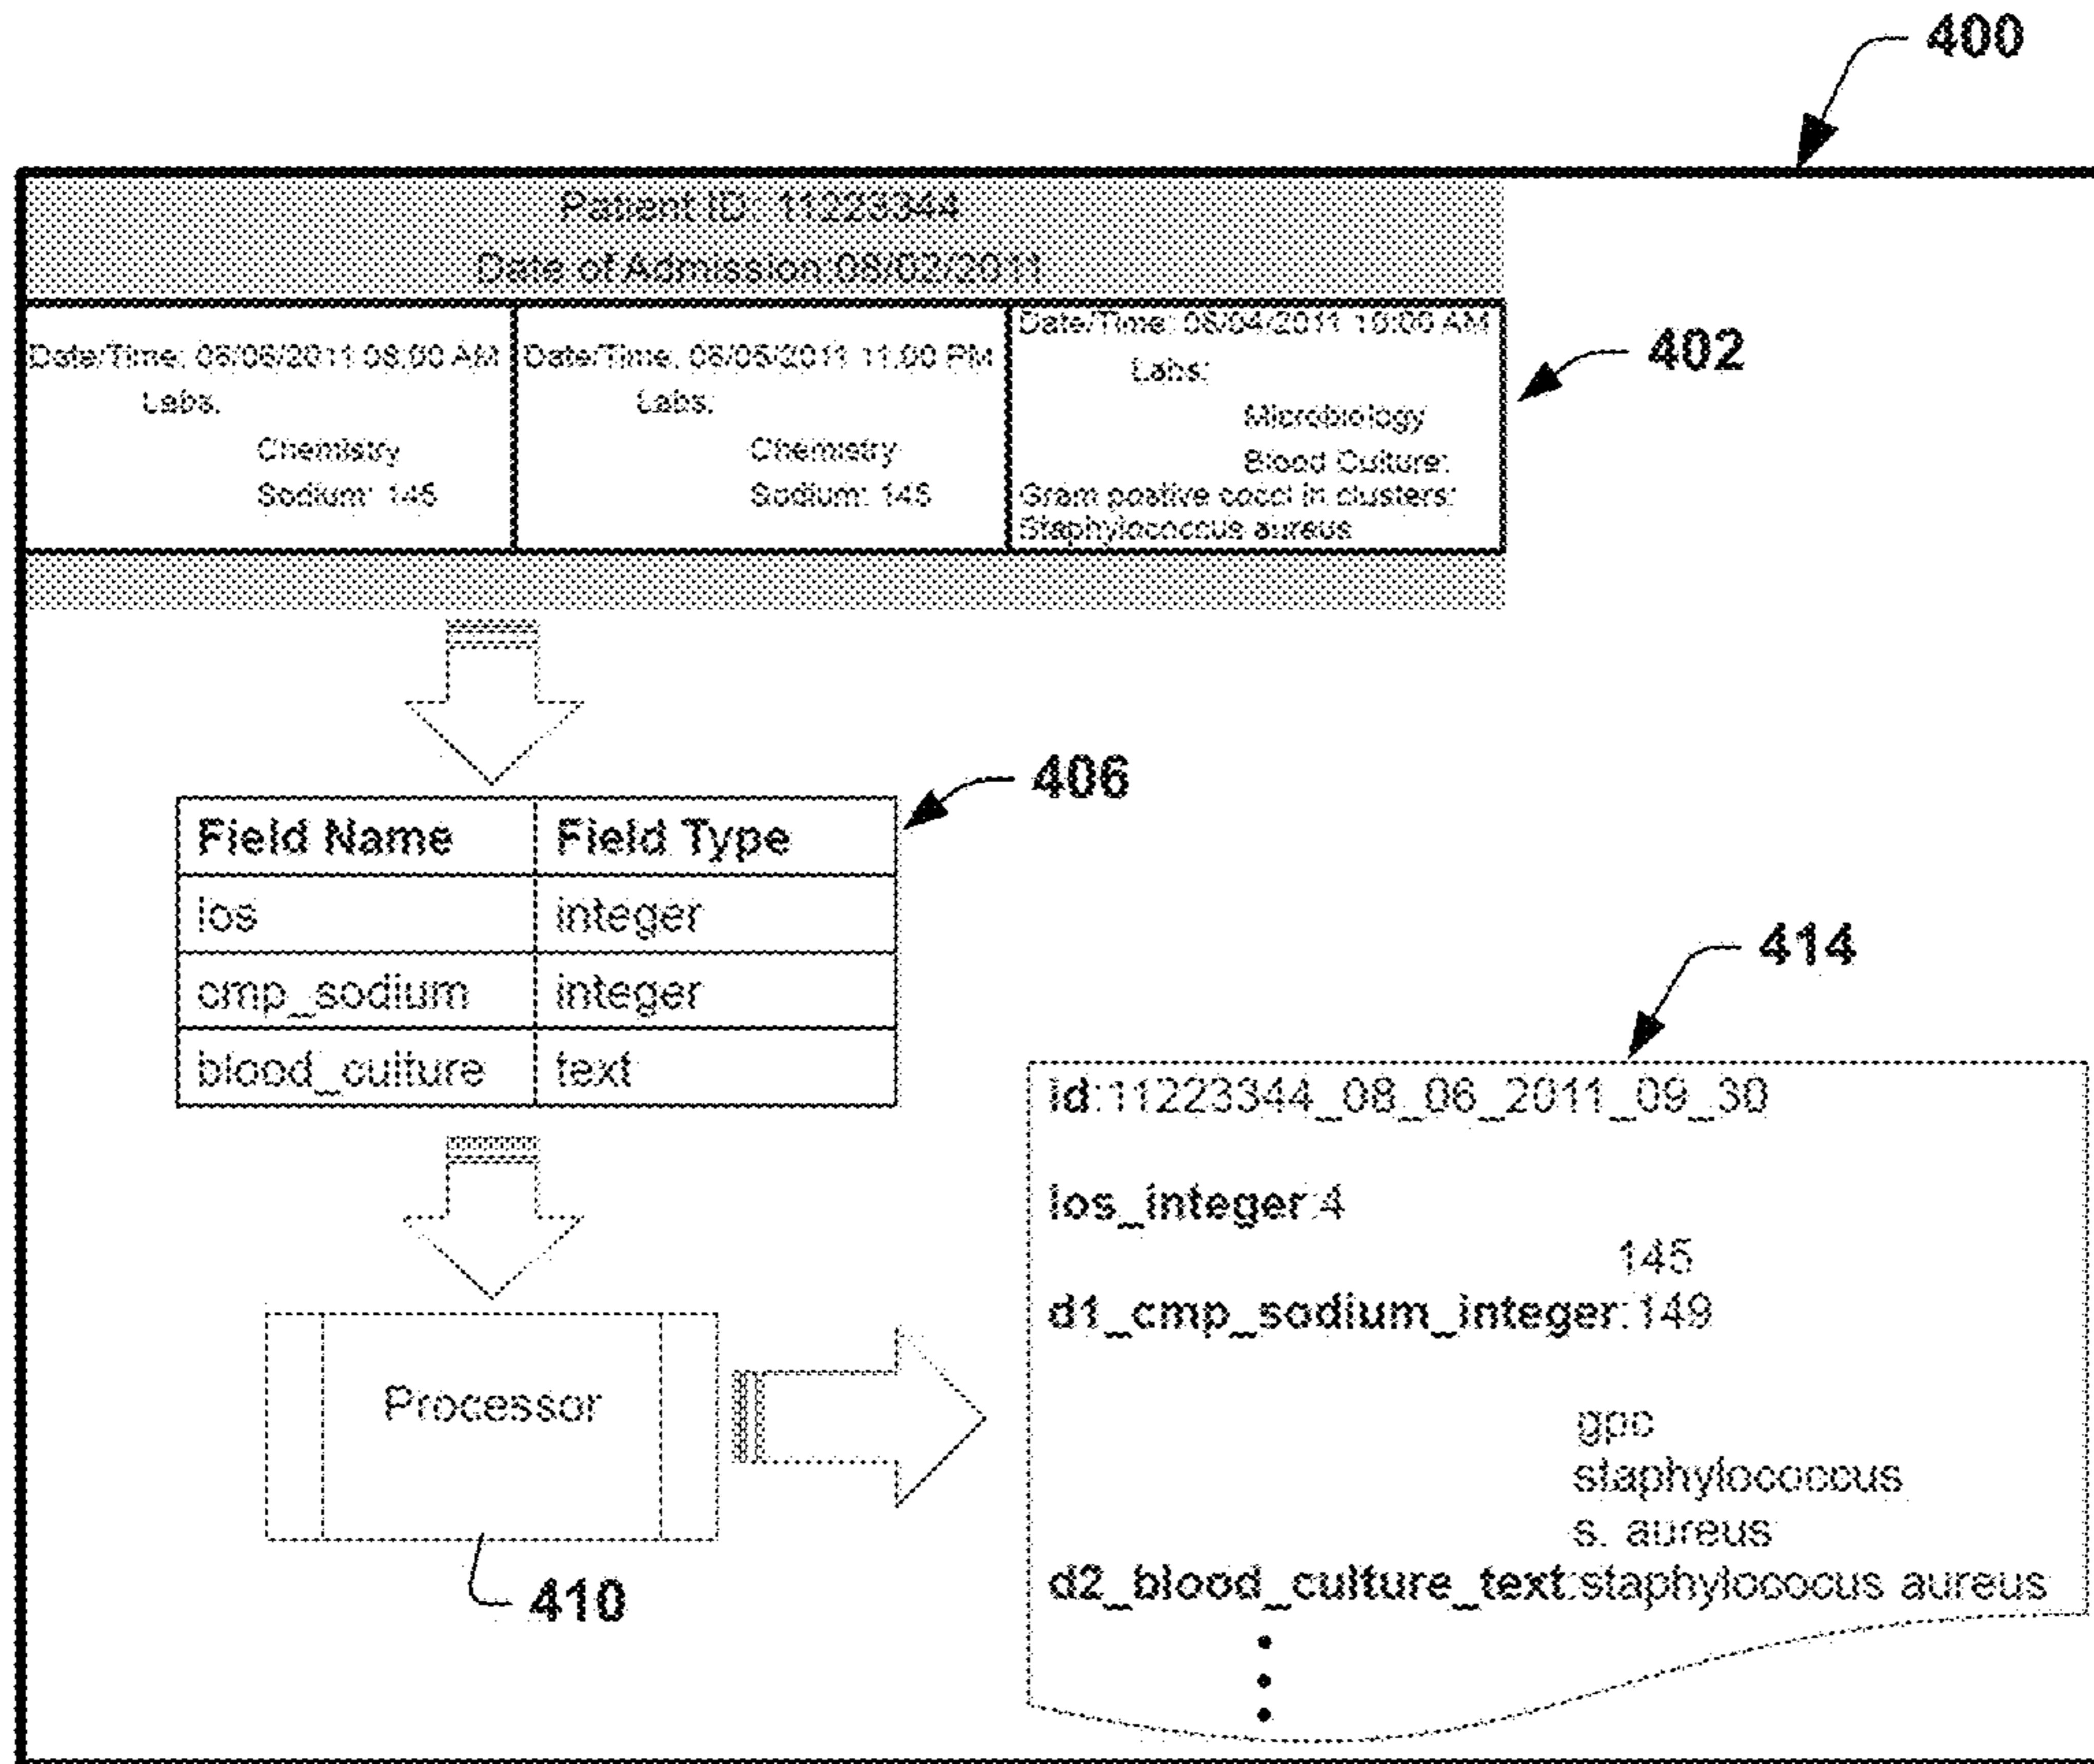 400
Patient ID: 11223344
Date of Admission:08/02/2011
Date/Time: 08/06/2011 08:00 AM
Labs:
Chemistry
Sodium: 145
Date/Time: 08/05/2011 11:00 PM
Labs:
Chemistry
Sodium: 145
Date/Time: 08/04/2011 10:00 AM
Labs:
Microbiology
Blood Culture:
Gram postive cocci in clusters:
Staphylococcus aureus
402
406
Field Name Field Type
los integer
cmp_sodium integer
blood_culture text
414
id:11223344_08_06_2011_09_30
los_integer:4
145
d1_cmp_sodium_integer:149
gpc
staphylococcus
s. aureus
d2_blood_culture_text:staphylococus aureus
Processor
410